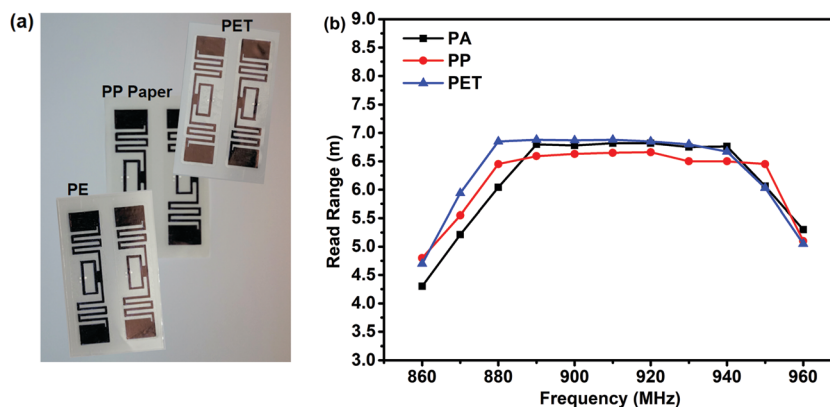 (a)
PET
PP Paper
PE
(b)
PA
PP
PET
Read Range (m)
9.0
8.5
8.0
7.5
7.0
6.5
6.0
5.5
5.0
4.5
4.0
3.5
3.0
860 880 900 920 940 960
Frequency (MHz)